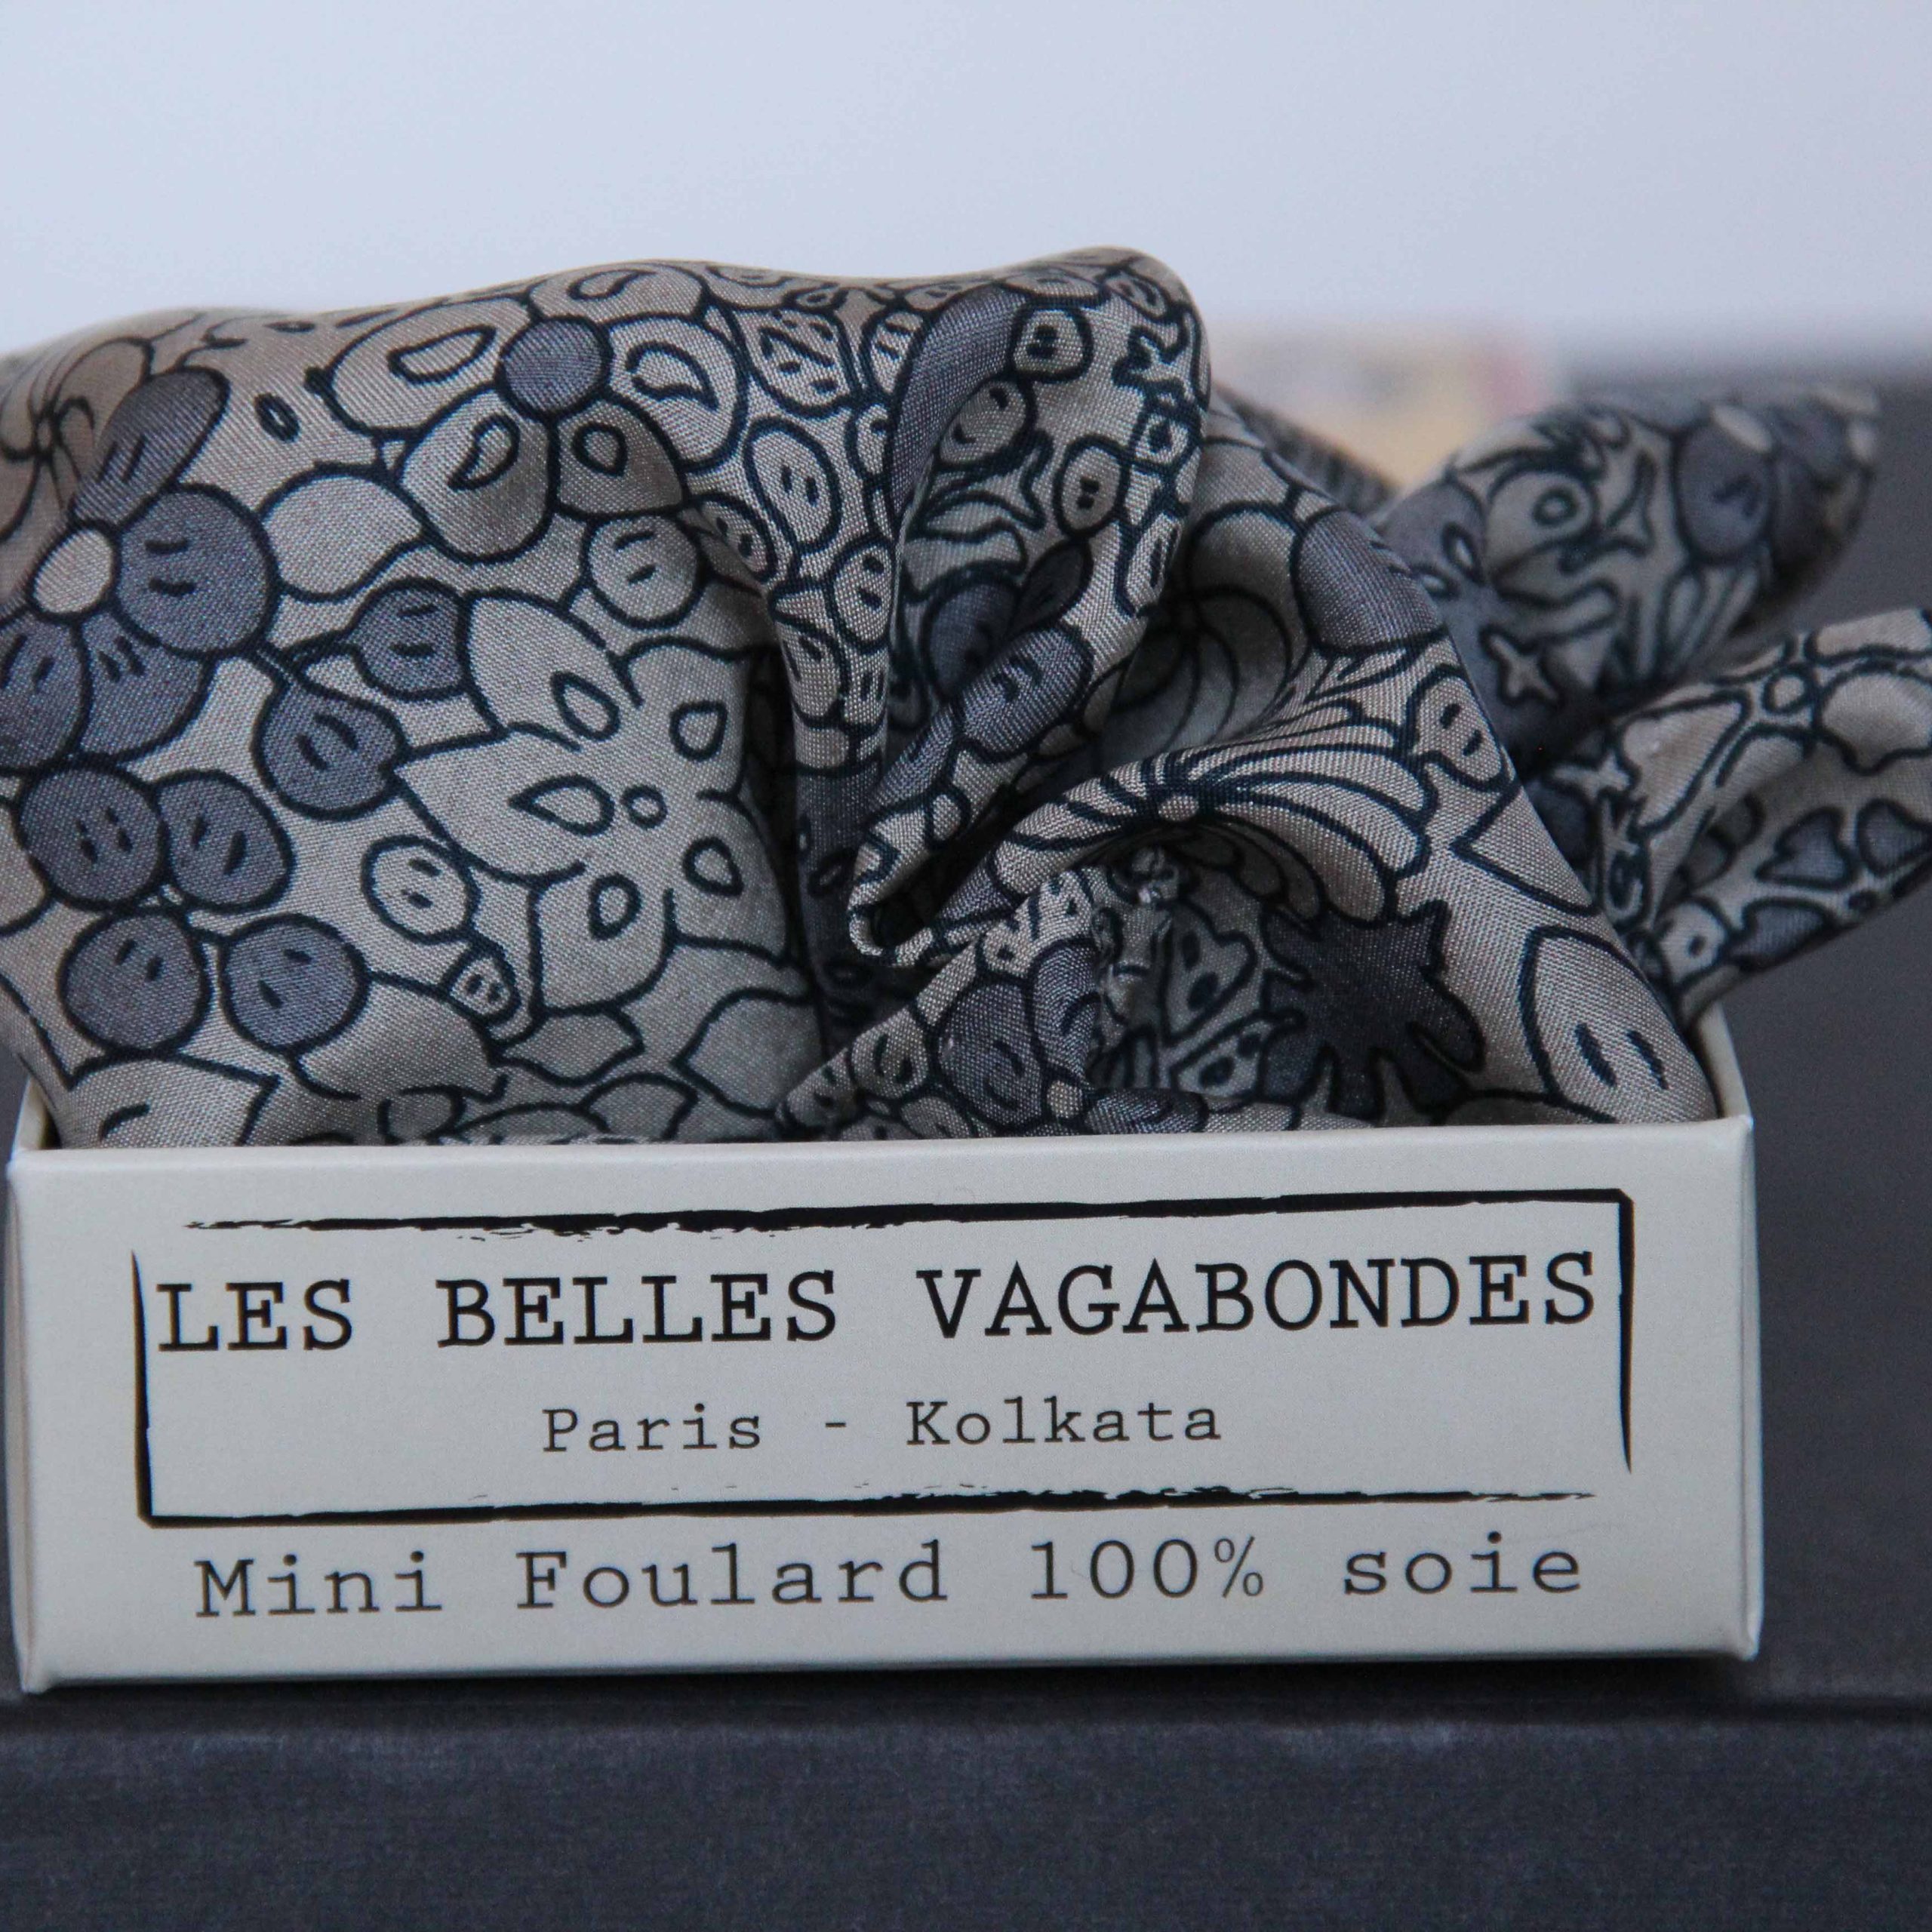 LES BELLES VAGABONDES
Paris - Kolkata
Mini Foulard 100% soie